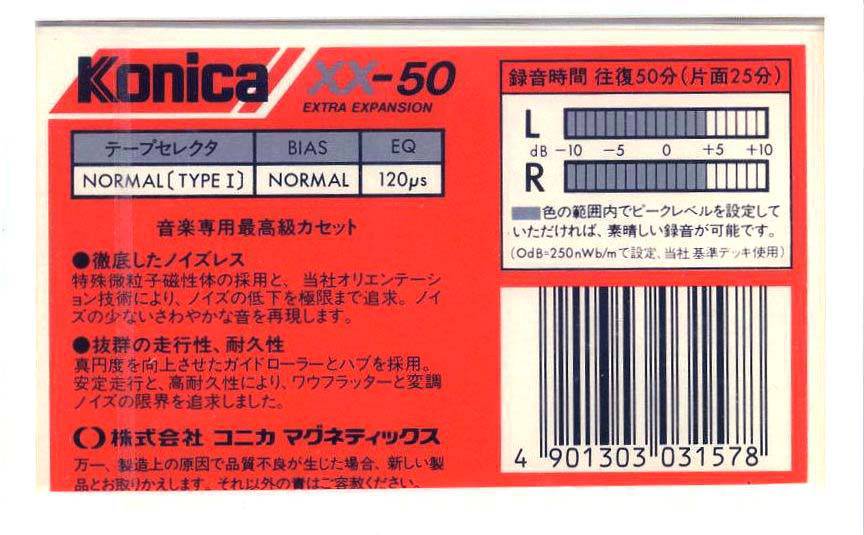 Konica XX-50
EXTRA EXPANSION
テープセレクタ BIAS EQ
NORMAL〔TYPE I〕 NORMAL 120μs
音楽専用最高級カセット
●徹底したノイズレス
特殊微粒子磁性体の採用と、当社オリエンテーシ
ョン技術により、ノイズの低下を極限まで追求。ノイ
ズの少ないさわやかな音を再現します。
●抜群の走行性、耐久性
真円度を向上させたガイドローラーとハブを採用。
安定走行と、高耐久性により、ワウフラッターと変調
ノイズの限界を追求しました。
株式会社 コニカ マグネティックス
万一、製造上の原因で品質不良が生じた場合、新しい製
品とお取りかえします。それ以外の責はご容赦ください。
録音時間 往復50分(片面25分)
L
dB -10 -5 0 +5 +10
R
色の範囲内でピークレベルを設定して
いただければ、素晴しい録音が可能です。
(OdB=250nWb/mで設定、当社 基準デッキ使用)
4 901303 031578